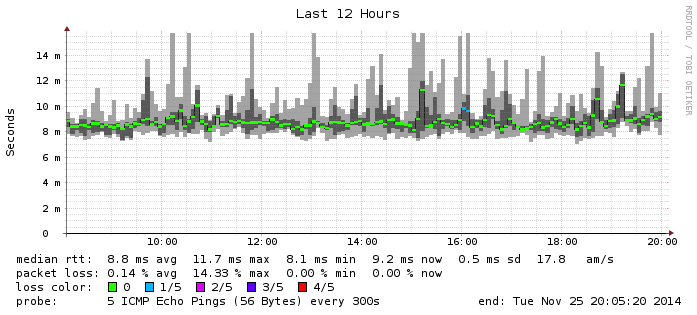 Last 12 Hours
RRDTOOL / TOBI OETIKER
Seconds
14 m
12 m
10 m
8 m
6 m
4 m
2 m
0
10:00 12:00 14:00 16:00 18:00 20:00
median rtt: 8.8 ms avg 11.7 ms max 8.1 ms min 9.2 ms now 0.5 ms sd 17.8 am/s
packet loss: 0.14 % avg 14.33 % max 0.00 % min 0.00 % now
loss color: 0 1/5 2/5 3/5 4/5
probe: 5 ICMP Echo Pings (56 Bytes) every 300s end: Tue Nov 25 20:05:20 2014